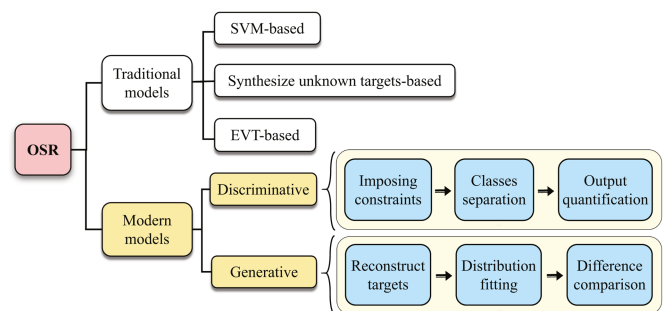 OSR
Traditional
models
SVM-based
Synthesize unknown targets-based
EVT-based
Modern
models
Discriminative
Imposing
constraints
Classes
separation
Output
quantification
Generative
Reconstruct
targets
Distribution
fitting
Difference
comparison